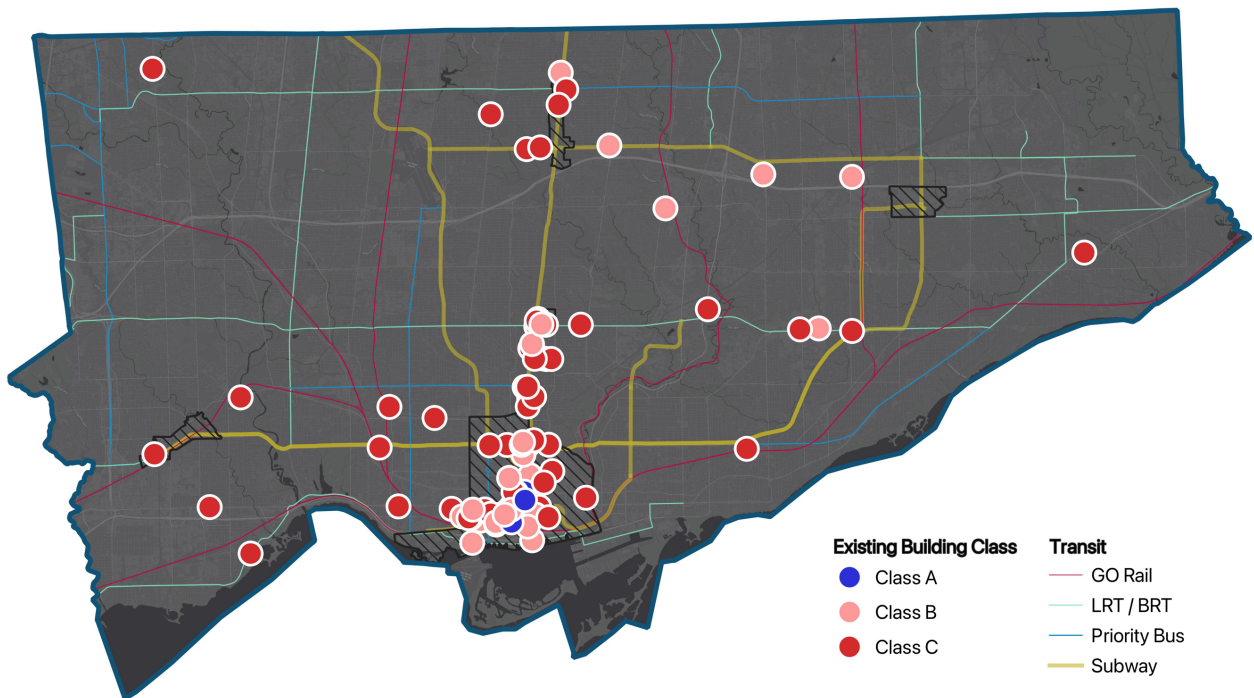 Existing Building Class
Class A
Class B
Class C
Transit
GO Rail
LRT / BRT
Priority Bus
Subway